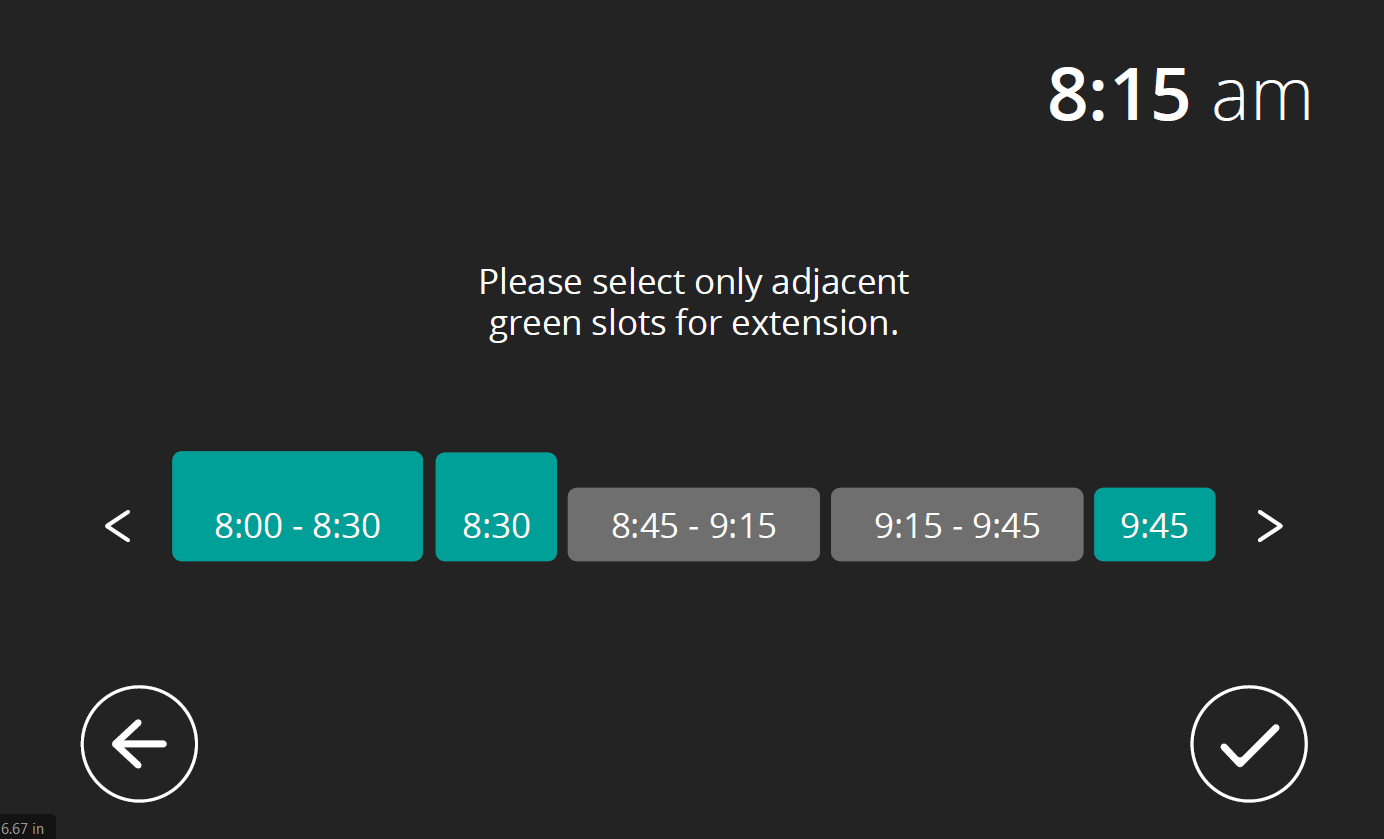 8:15 am
Please select only adjacent
green slots for extension.
< 8:00 - 8:30 8:30 8:45 - 9:15 9:15 - 9:45 9:45 >
6.67 in